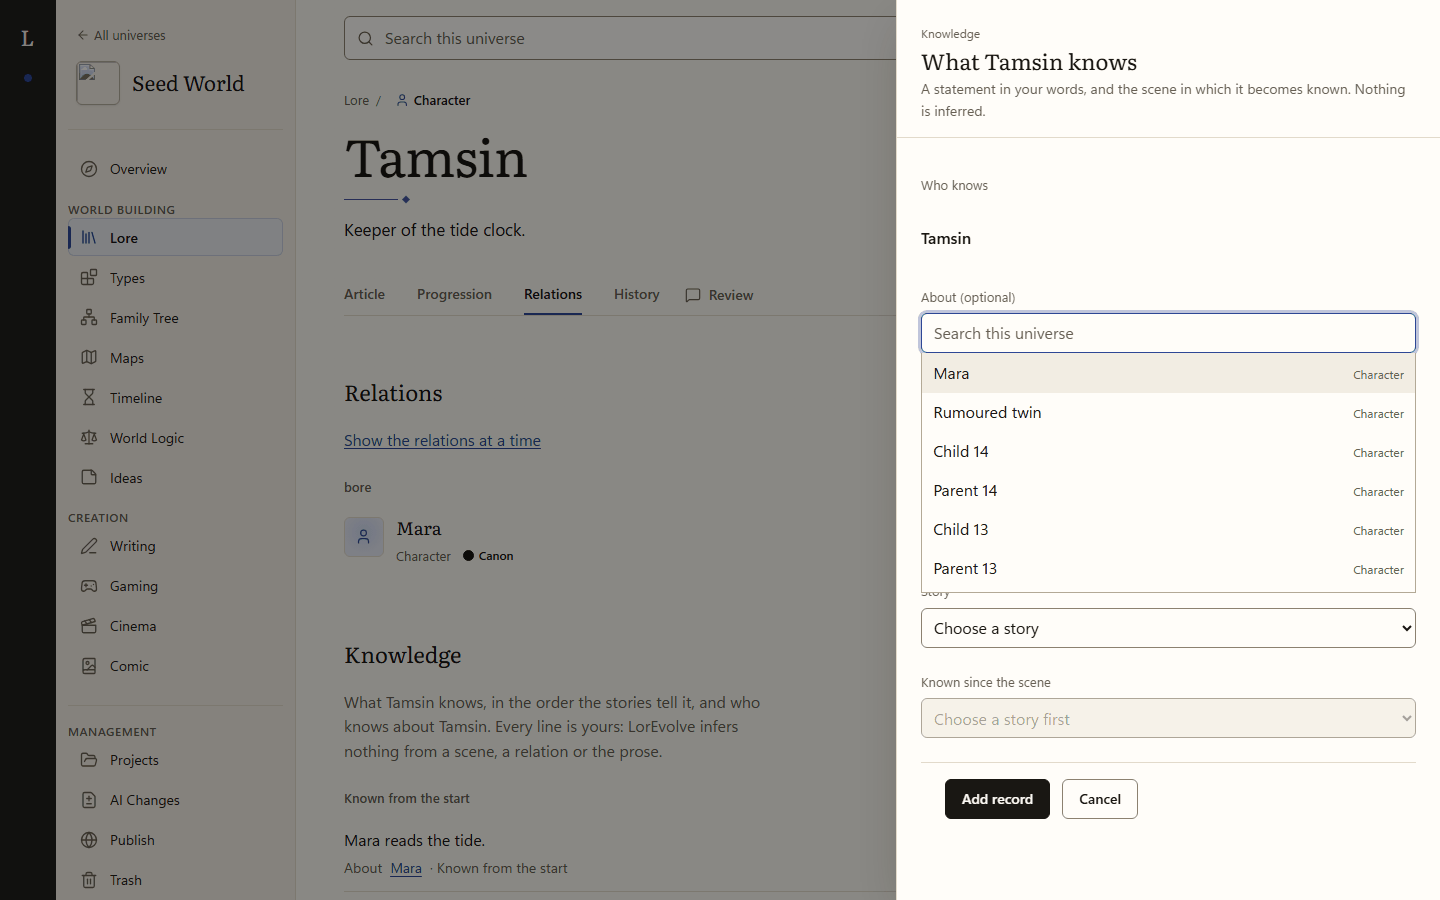 L
All universes
Seed World
Overview
WORLD BUILDING
Lore
Types
Family Tree
Maps
Timeline
World Logic
Ideas
CREATION
Writing
Gaming
Cinema
Comic
MANAGEMENT
Projects
AI Changes
Publish
Trash
Search this universe
Lore / Character
Tamsin
Keeper of the tide clock.
Article Progression Relations History Review
Relations
Show the relations at a time
bore
Mara
Character Canon
Knowledge
What Tamsin knows, in the order the stories tell it, and who
knows about Tamsin. Every line is yours: LorEvolve infers
nothing from a scene, a relation or the prose.
Known from the start
Mara reads the tide.
About Mara · Known from the start
Knowledge
What Tamsin knows
A statement in your words, and the scene in which it becomes known. Nothing
is inferred.
Who knows
Tamsin
About (optional)
Search this universe
Mara Character
Rumoured twin Character
Child 14 Character
Parent 14 Character
Child 13 Character
Parent 13 Character
Story
Choose a story
Known since the scene
Choose a story first
Add record Cancel